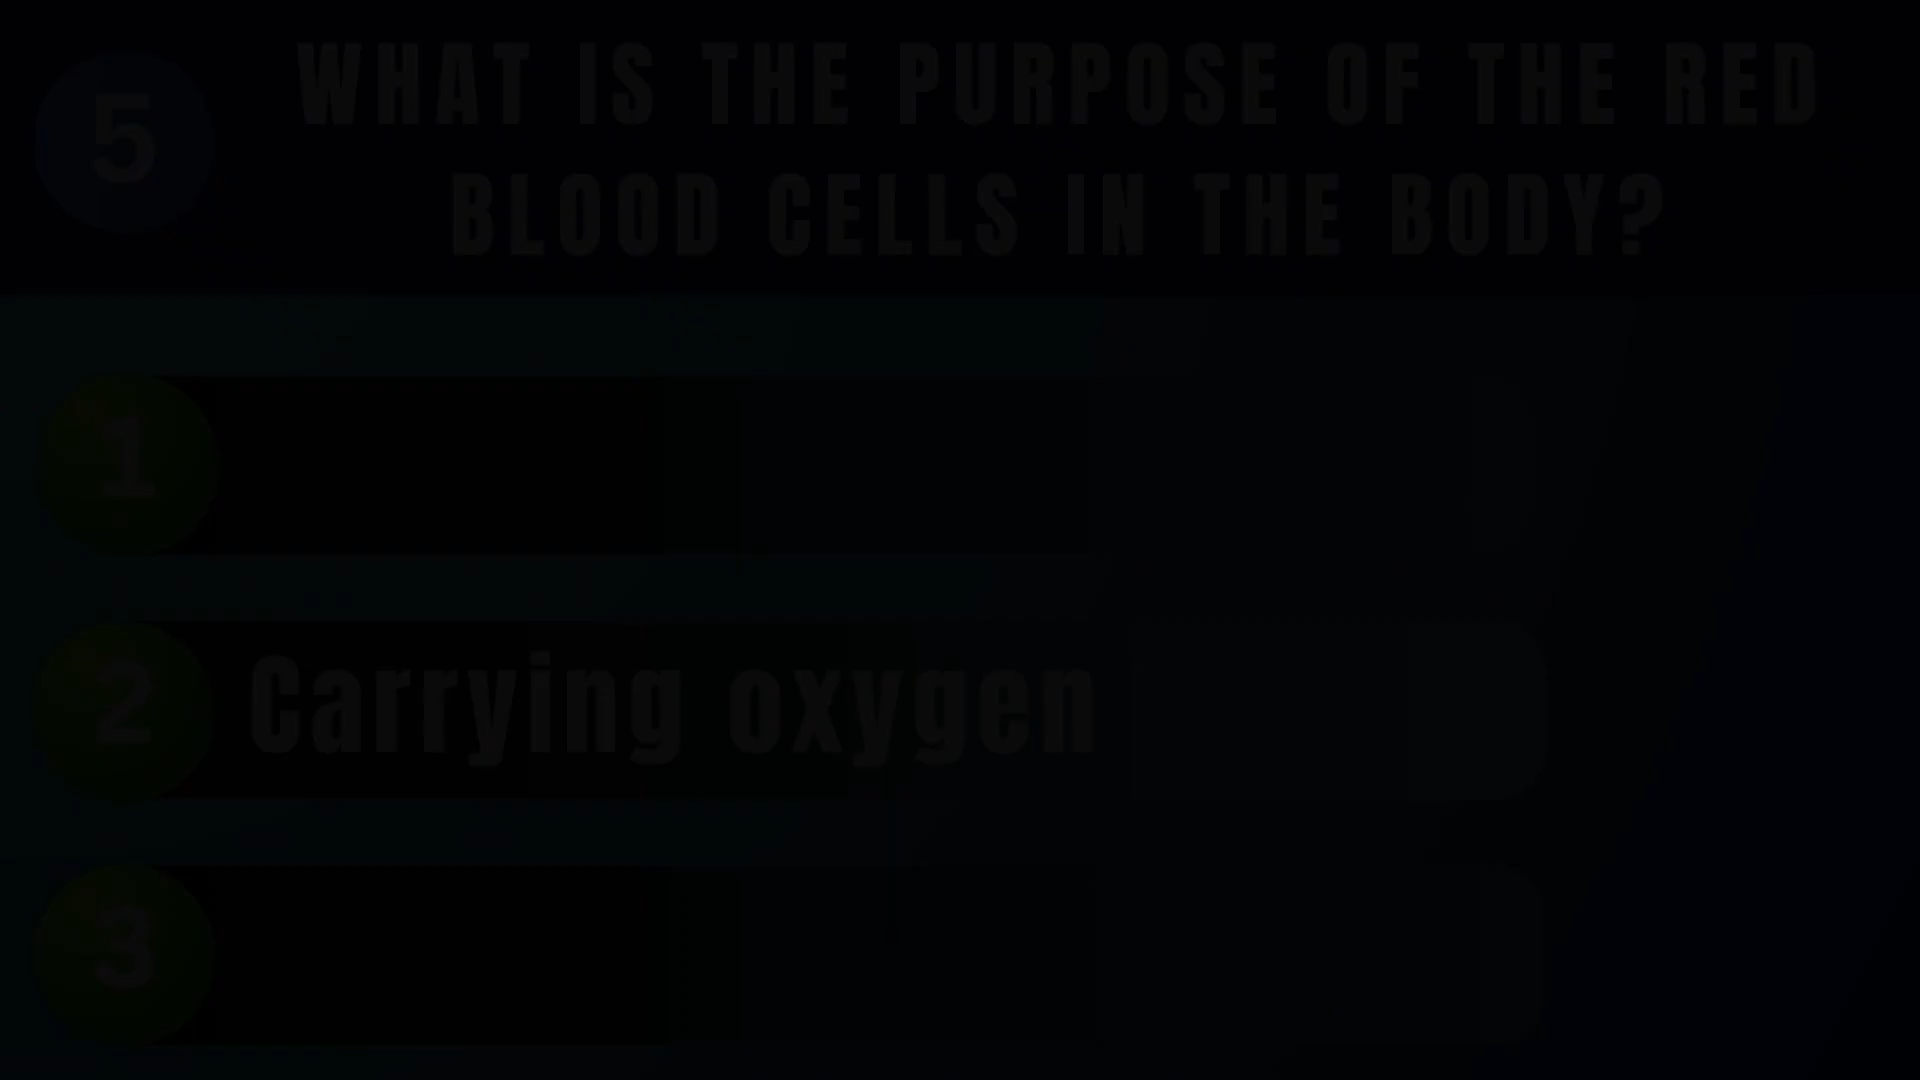 5
WHAT IS THE PURPOSE OF THE RED
BLOOD CELLS IN THE BODY?
1
2
Carrying oxygen
3